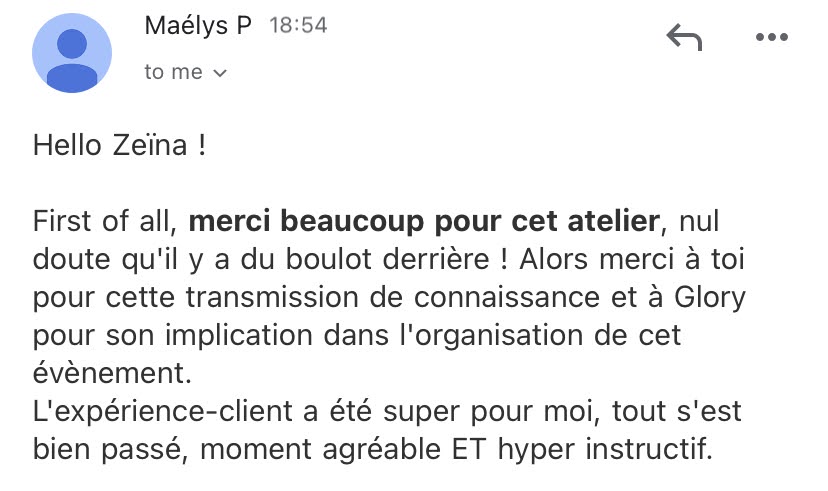 Maélys P 18:54
to me
Hello Zeïna !
First of all, merci beaucoup pour cet atelier, nul
doute qu'il y a du boulot derrière ! Alors merci à toi
pour cette transmission de connaissance et à Glory
pour son implication dans l'organisation de cet
évènement.
L'expérience-client a été super pour moi, tout s'est
bien passé, moment agréable ET hyper instructif.